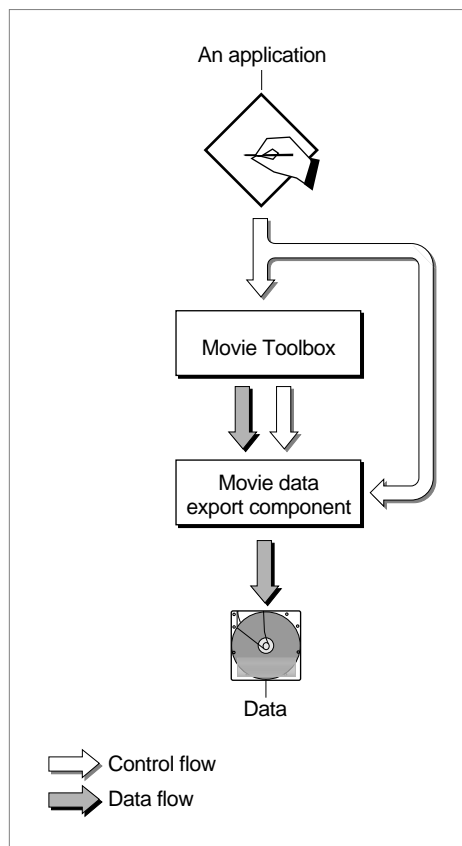 An application
Movie Toolbox
Movie data
export component
Data
Control flow
Data flow